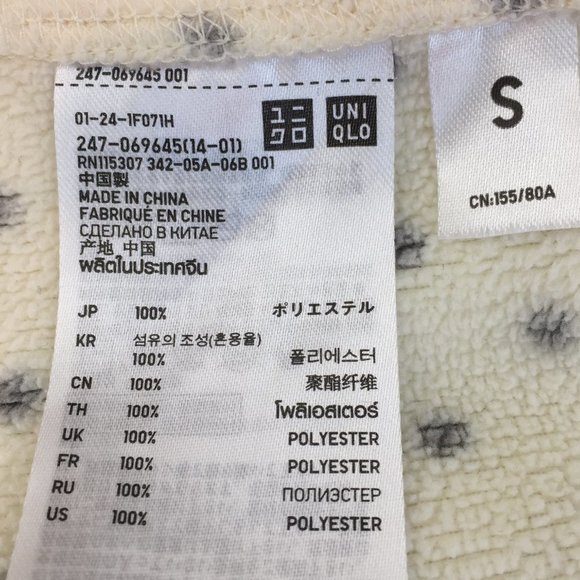 247-069645 001
01-24-1F071H
ユニ
クロ
UNI
QLO
247-069645(14-01)
RN115307 342-05A-06B 001
中国製
MADE IN CHINA
FABRIQUÉ EN CHINE
СДЕЛАНО В КИТАЕ
产地 中国
ผลิตในประเทศจีน
JP 100% ポリエステル
KR 섬유의 조성(혼용율)
100% 폴리에스터
CN 100% 聚酯纤维
TH 100% โพลิเอสเตอร์
UK 100% POLYESTER
FR 100% POLYESTER
RU 100% ПОЛИЭСТЕР
US 100% POLYESTER
S
CN:155/80A